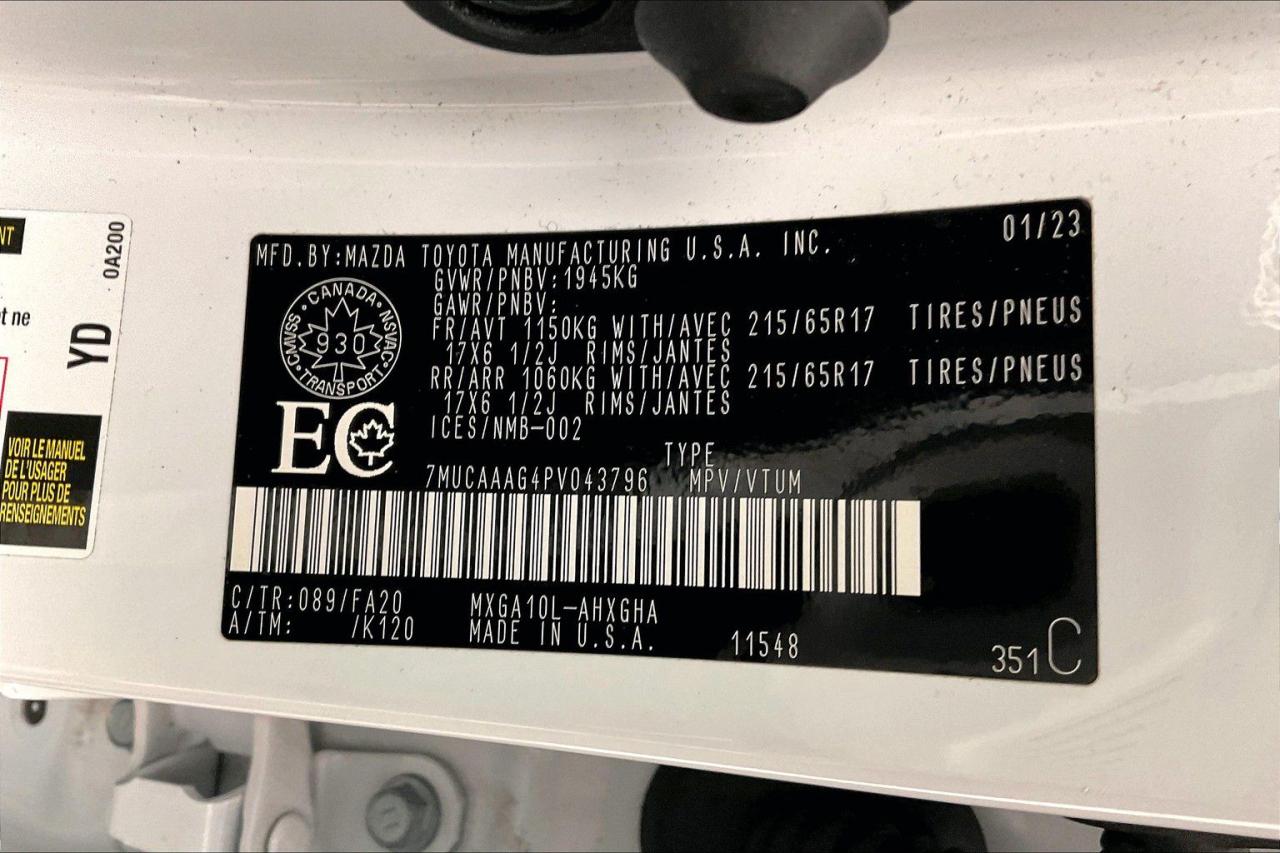 NT
0A200
t ne
YD
VOIR LE MANUEL
DE L'USAGER
POUR PLUS DE
RENSEIGNEMENTS
01/23
MFD.BY:MAZDA TOYOTA MANUFACTURING U.S.A. INC.
GVWR/PNBV:1945KG
GAWR/PNBV:
FR/AVT 1150KG WITH/AVEC 215/65R17 TIRES/PNEUS
17X6 1/2J RIMS/JANTES
RR/ARR 1060KG WITH/AVEC 215/65R17 TIRES/PNEUS
17X6 1/2J RIMS/JANTES
ICES/NMB-002
CANADA
CMVSS
930
NSVAC
TRANSPORT
EC
TYPE
7MUCAAAG4PV043796 MPV/VTUM
C/TR:089/FA20 MXGA10L-AHXGHA
A/TM: /K120 MADE IN U.S.A. 11548
351C